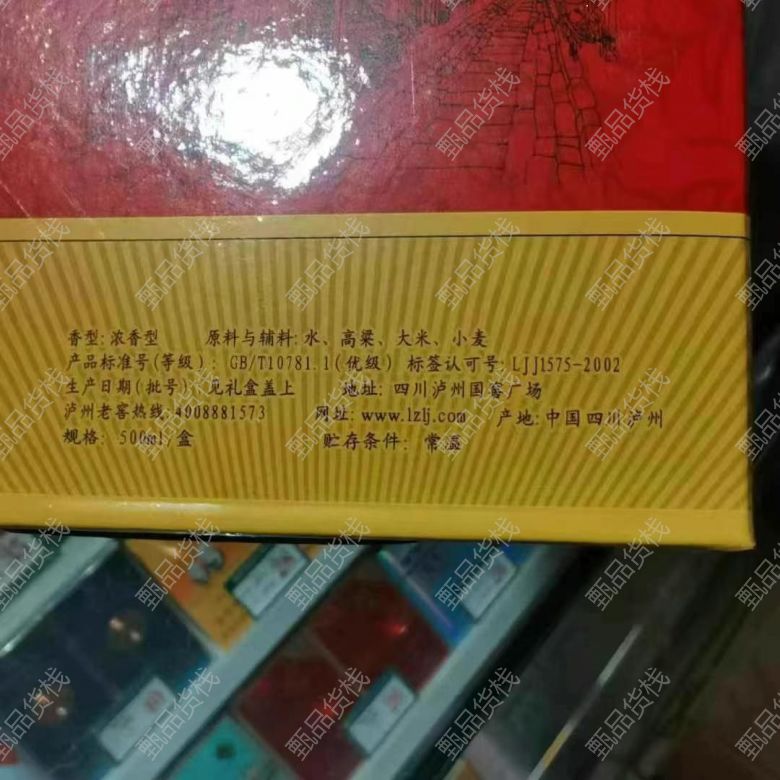 香型: 浓香型 原料与辅料: 水、高粱、大米、小麦
产品标准号(等级): GB/T10781.1(优级) 标签认可号: LJJ1575-2002
生产日期(批号): 见礼盒盖上 地址: 四川泸州国窖广场
泸州老窖热线: 4008881573 网址: www.lzlj.com 产地: 中国四川泸州
规格: 500ml/盒 贮存条件: 常温
甄品货栈